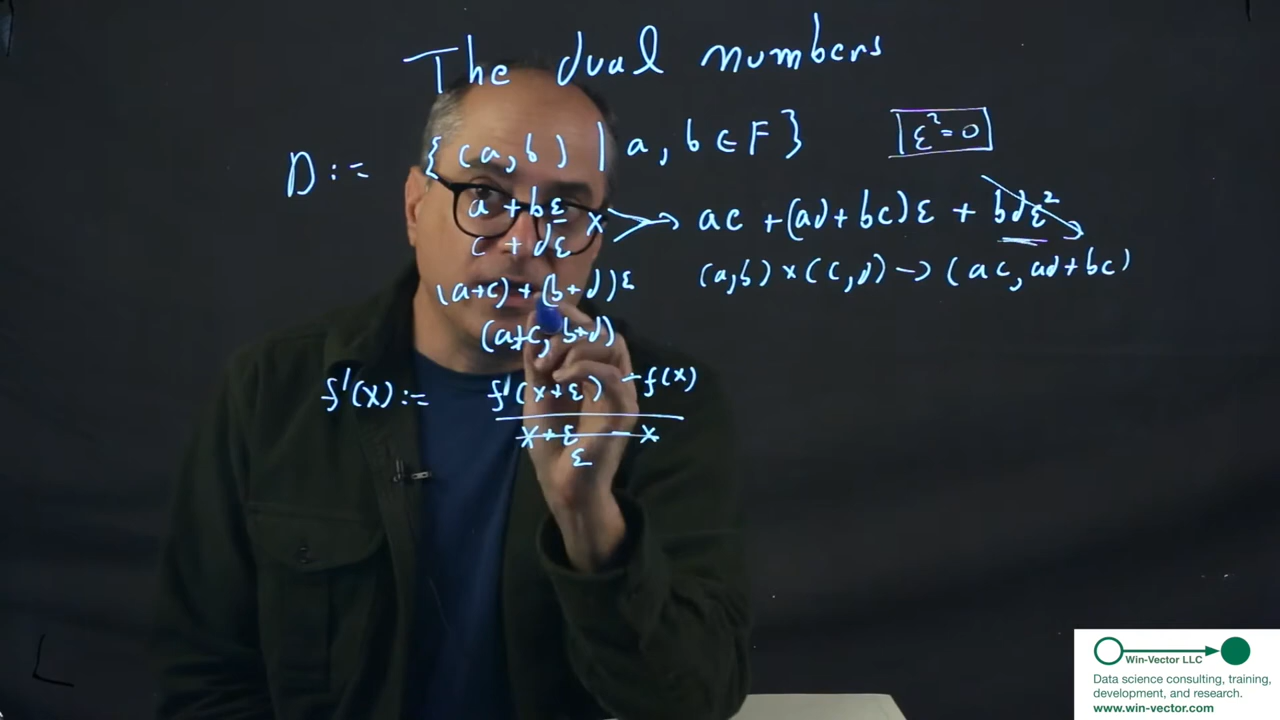 The dual numbers
D := {(a,b) | a, b ∈ F}
ε²=0
a + bε
c + dε
×
→ ac + (ad+bc)ε + bdε²
(a+c) + (b+d)ε
(a,b) × (c,d) → (ac, ad+bc)
(a+c, b+d)
f'(x) := f'(x+ε) - f(x)
x+ε - x
ε
Win-Vector LLC
Data science consulting, training,
development, and research.
www.win-vector.com